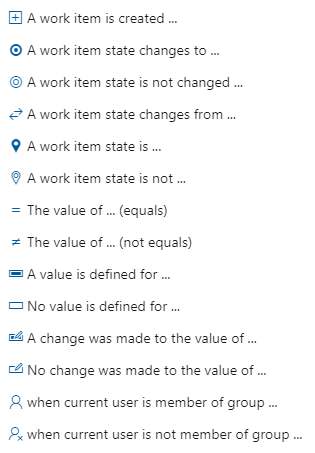 A work item is created ...
A work item state changes to ...
A work item state is not changed ...
A work item state changes from ...
A work item state is ...
A work item state is not ...
The value of ... (equals)
The value of ... (not equals)
A value is defined for ...
No value is defined for ...
A change was made to the value of ...
No change was made to the value of ...
when current user is member of group ...
when current user is not member of group ...